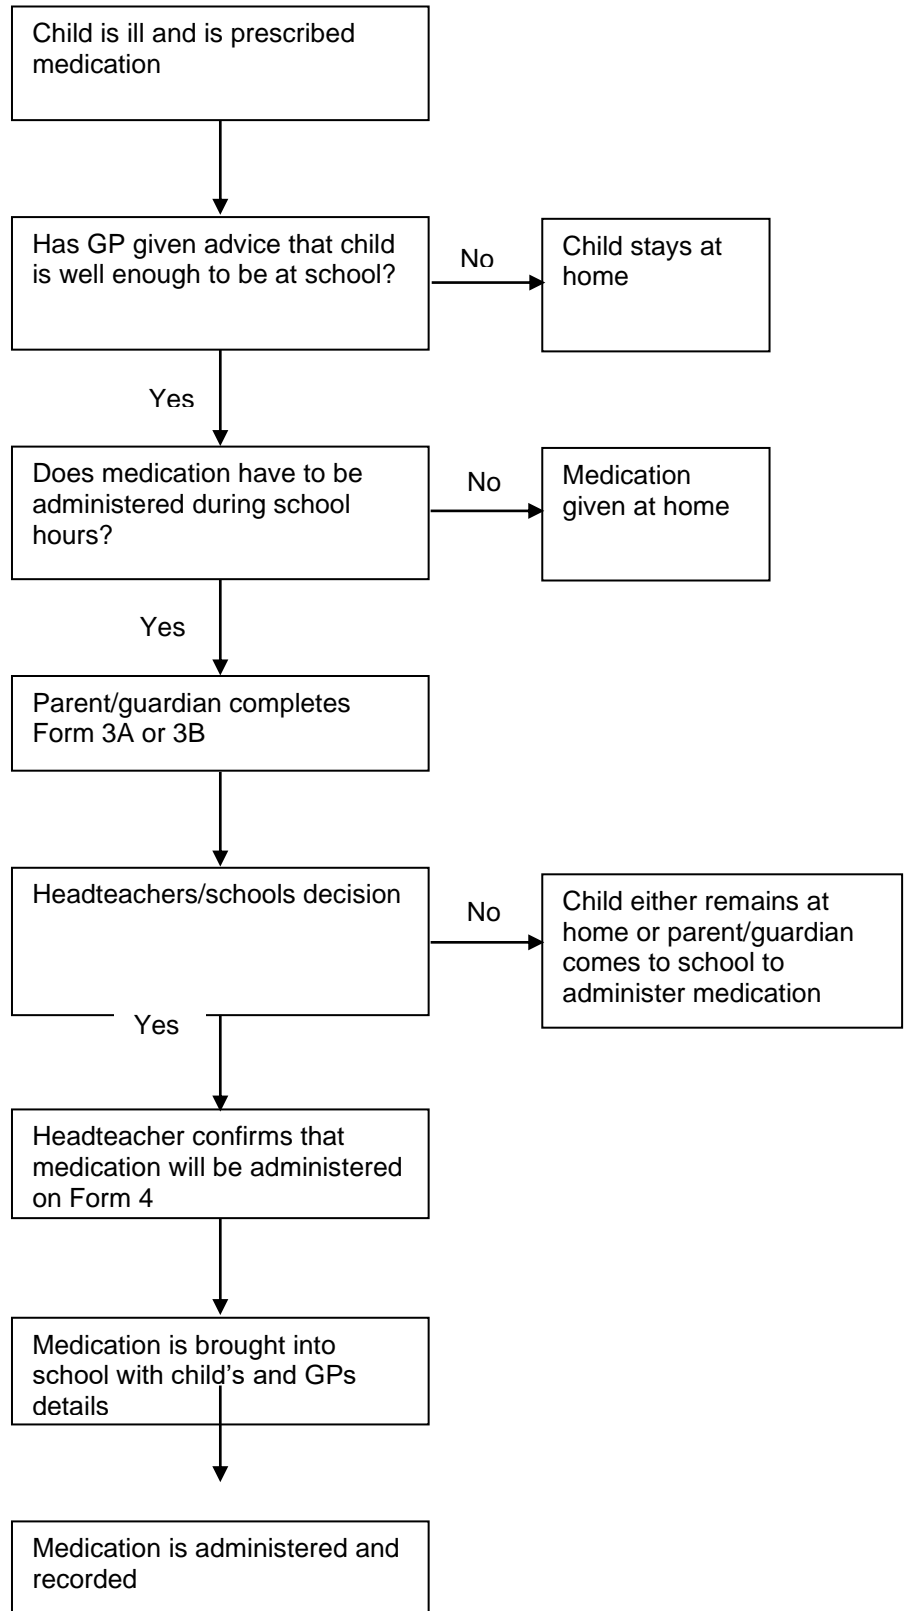 Child is ill and is prescribed
medication
Has GP given advice that child
is well enough to be at school?
No
Child stays at
home
Yes
Does medication have to be
administered during school
hours?
No
Medication
given at home
Yes
Parent/guardian completes
Form 3A or 3B
Headteachers/schools decision
No
Child either remains at
home or parent/guardian
comes to school to
administer medication
Yes
Headteacher confirms that
medication will be administered
on Form 4
Medication is brought into
school with child’s and GPs
details
Medication is administered and
recorded